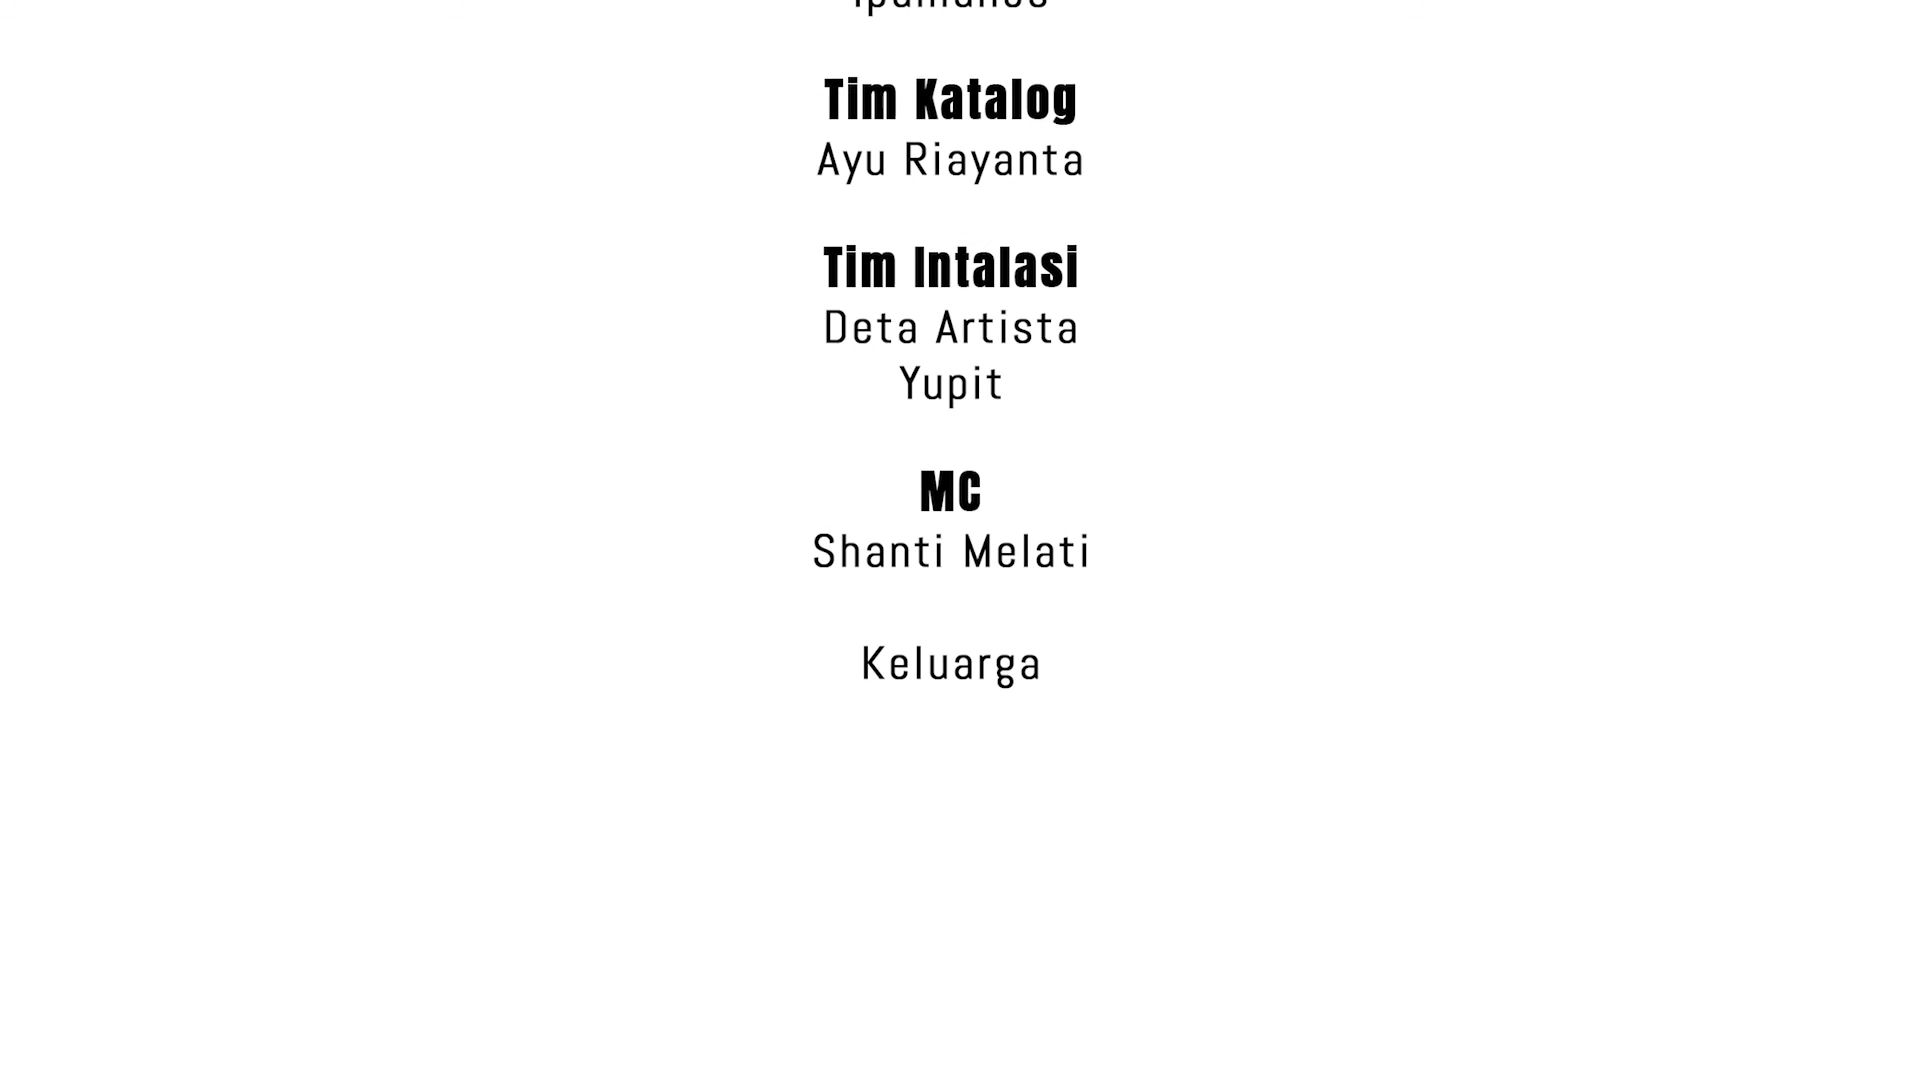 Tim Katalog
Ayu Riayanta
Tim Intalasi
Deta Artista
Yupit
MC
Shanti Melati
Keluarga